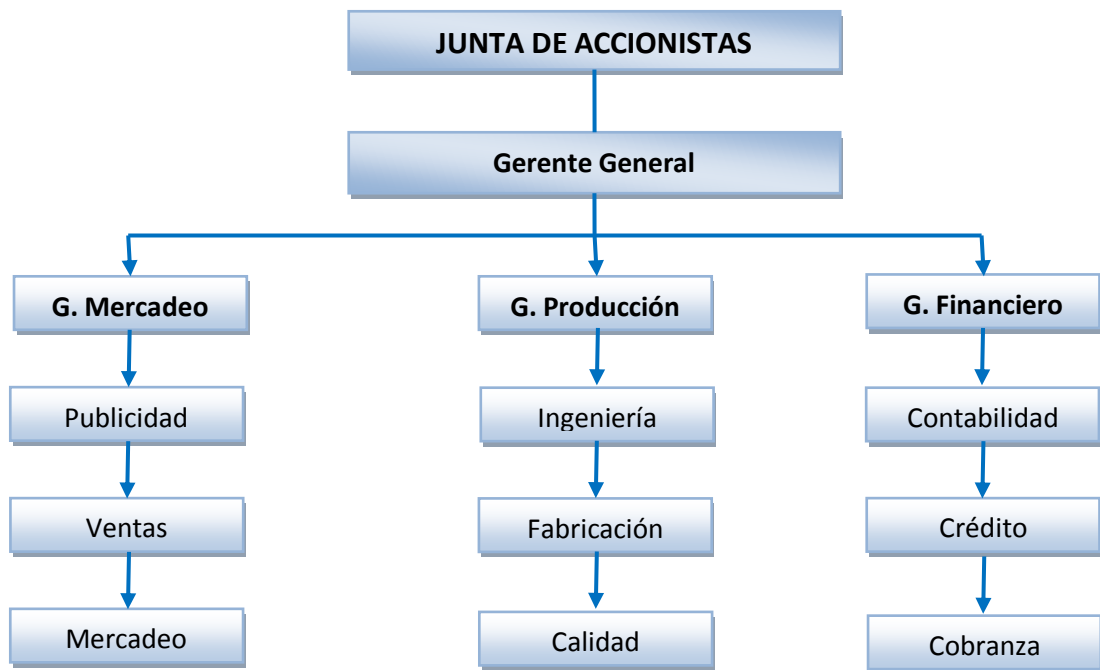 JUNTA DE ACCIONISTAS
Gerente General
G. Mercadeo
G. Producción
G. Financiero
Publicidad
Ingeniería
Contabilidad
Ventas
Fabricación
Crédito
Mercadeo
Calidad
Cobranza